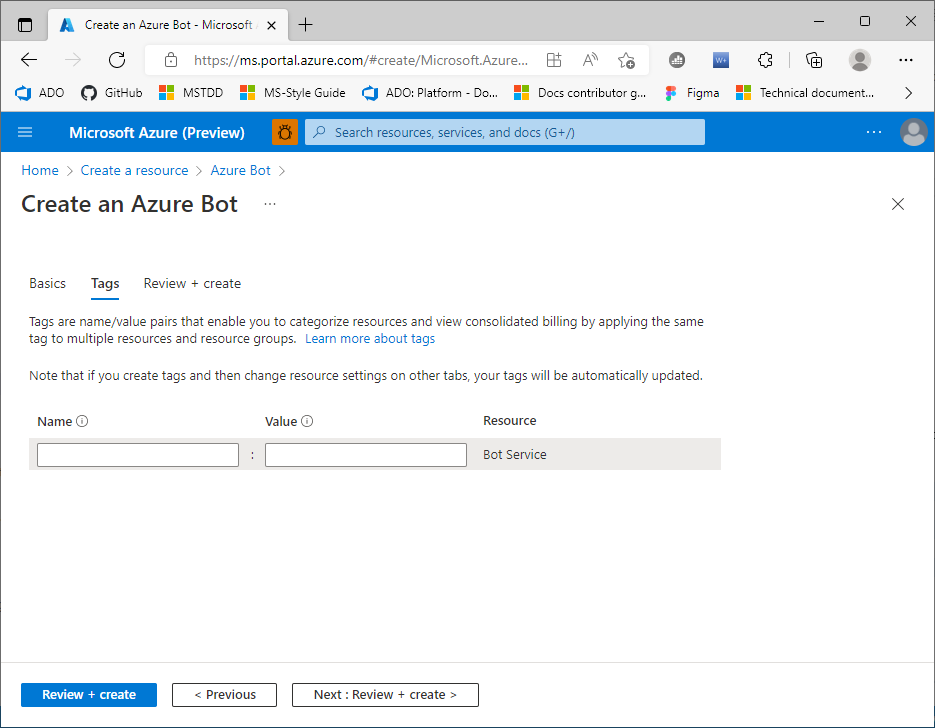 Create an Azure Bot - Microsoft
https://ms.portal.azure.com/#create/Microsoft.Azure...
ADO GitHub MSTDD MS-Style Guide ADO: Platform - Do... Docs contributor g... Figma Technical document...
Microsoft Azure (Preview) Search resources, services, and docs (G+/)
Home > Create a resource > Azure Bot >
Create an Azure Bot ...
Basics Tags Review + create
Tags are name/value pairs that enable you to categorize resources and view consolidated billing by applying the same
tag to multiple resources and resource groups. Learn more about tags
Note that if you create tags and then change resource settings on other tabs, your tags will be automatically updated.
Name Value Resource
: Bot Service
Review + create < Previous Next : Review + create >